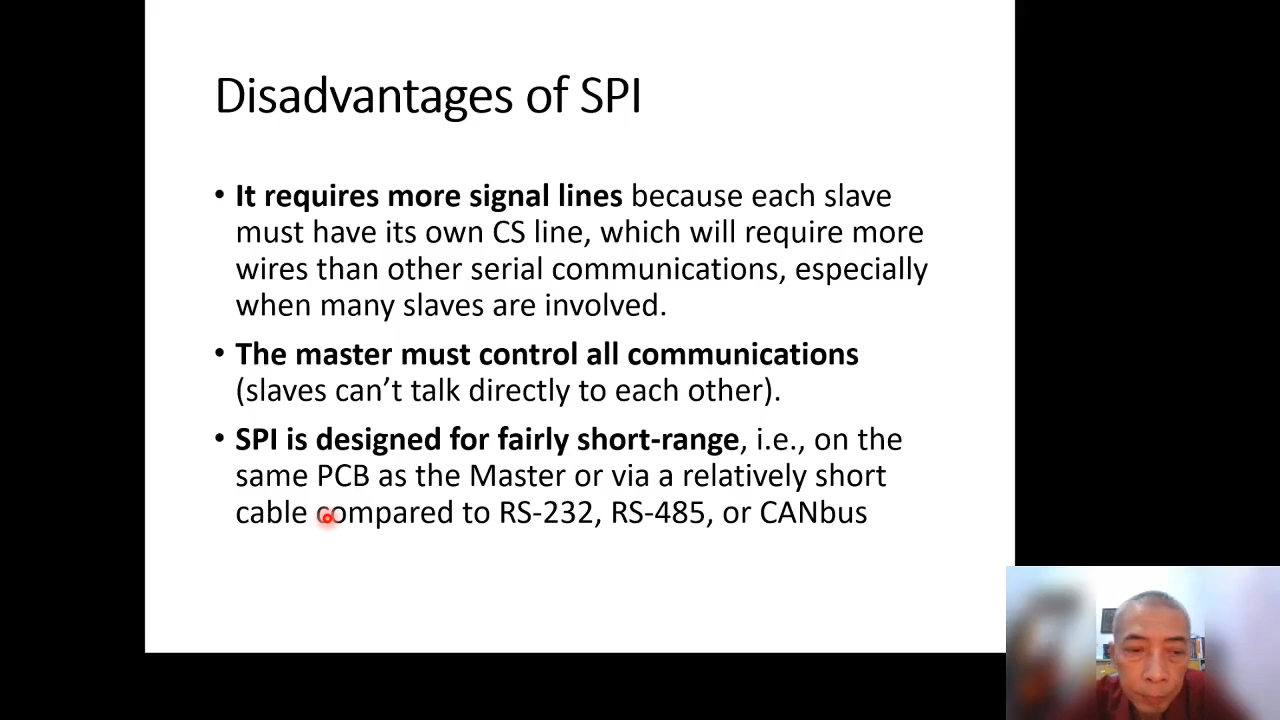 Disadvantages of SPI
• It requires more signal lines because each slave
must have its own CS line, which will require more
wires than other serial communications, especially
when many slaves are involved.
• The master must control all communications
(slaves can’t talk directly to each other).
• SPI is designed for fairly short-range, i.e., on the
same PCB as the Master or via a relatively short
cable compared to RS-232, RS-485, or CANbus